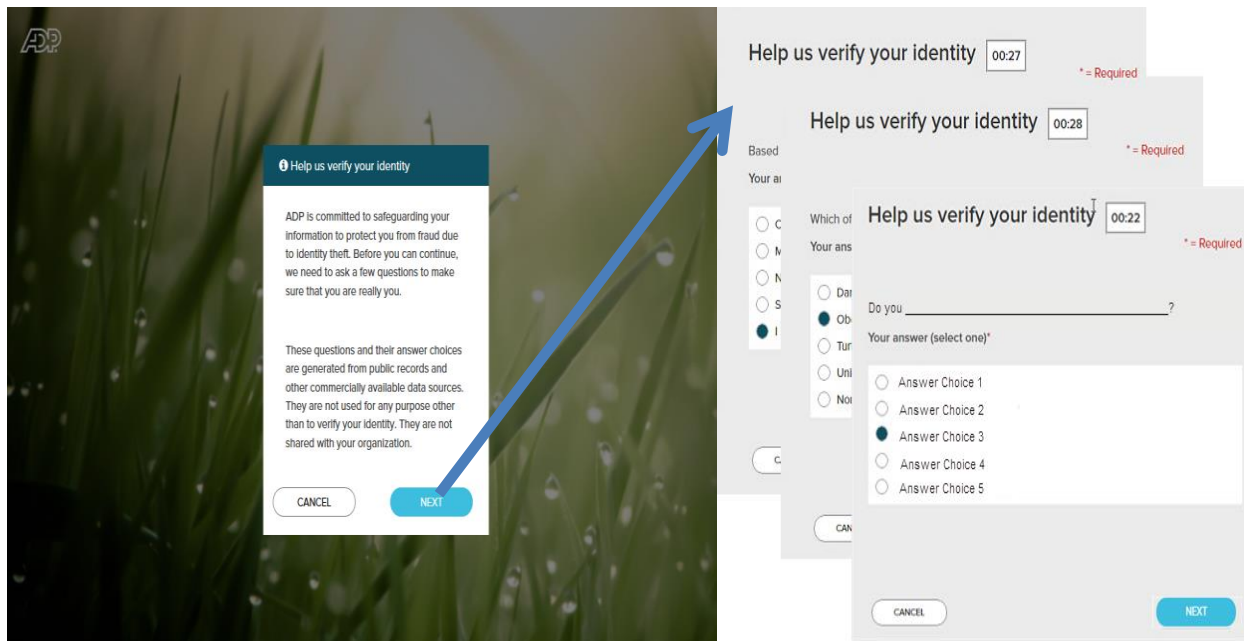 ADP
Help us verify your identity
ADP is committed to safeguarding your
information to protect you from fraud due
to identity theft. Before you can continue,
we need to ask a few questions to make
sure that you are really you.
These questions and their answer choices
are generated from public records and
other commercially available data sources.
They are not used for any purpose other
than to verify your identity. They are not
shared with your organization.
CANCEL
NEXT
Help us verify your identity 00:27
* = Required
Based
Your
I
Help us verify your identity 00:28
* = Required
Which of
Your
Help us verify your identity 00:22
* = Required
Do you ?
Your answer (select one)*
Answer Choice 1
Answer Choice 2
Answer Choice 3
Answer Choice 4
Answer Choice 5
CANCEL
NEXT